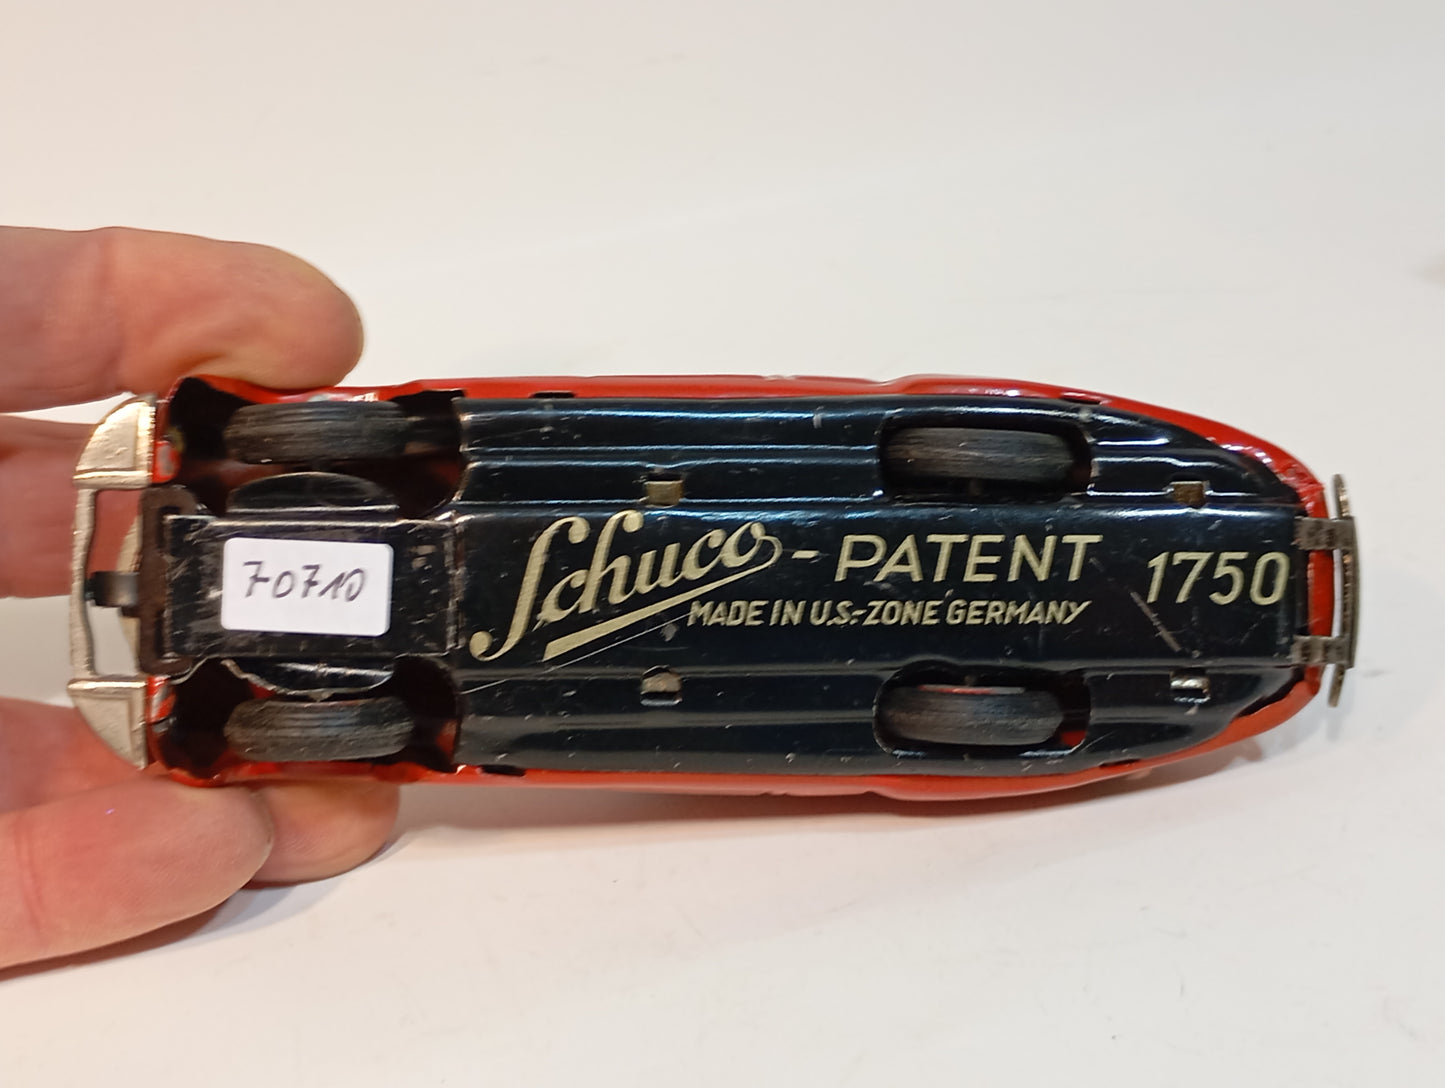 70710
Schuco - PATENT 1750
MADE IN U.S.-ZONE GERMANY